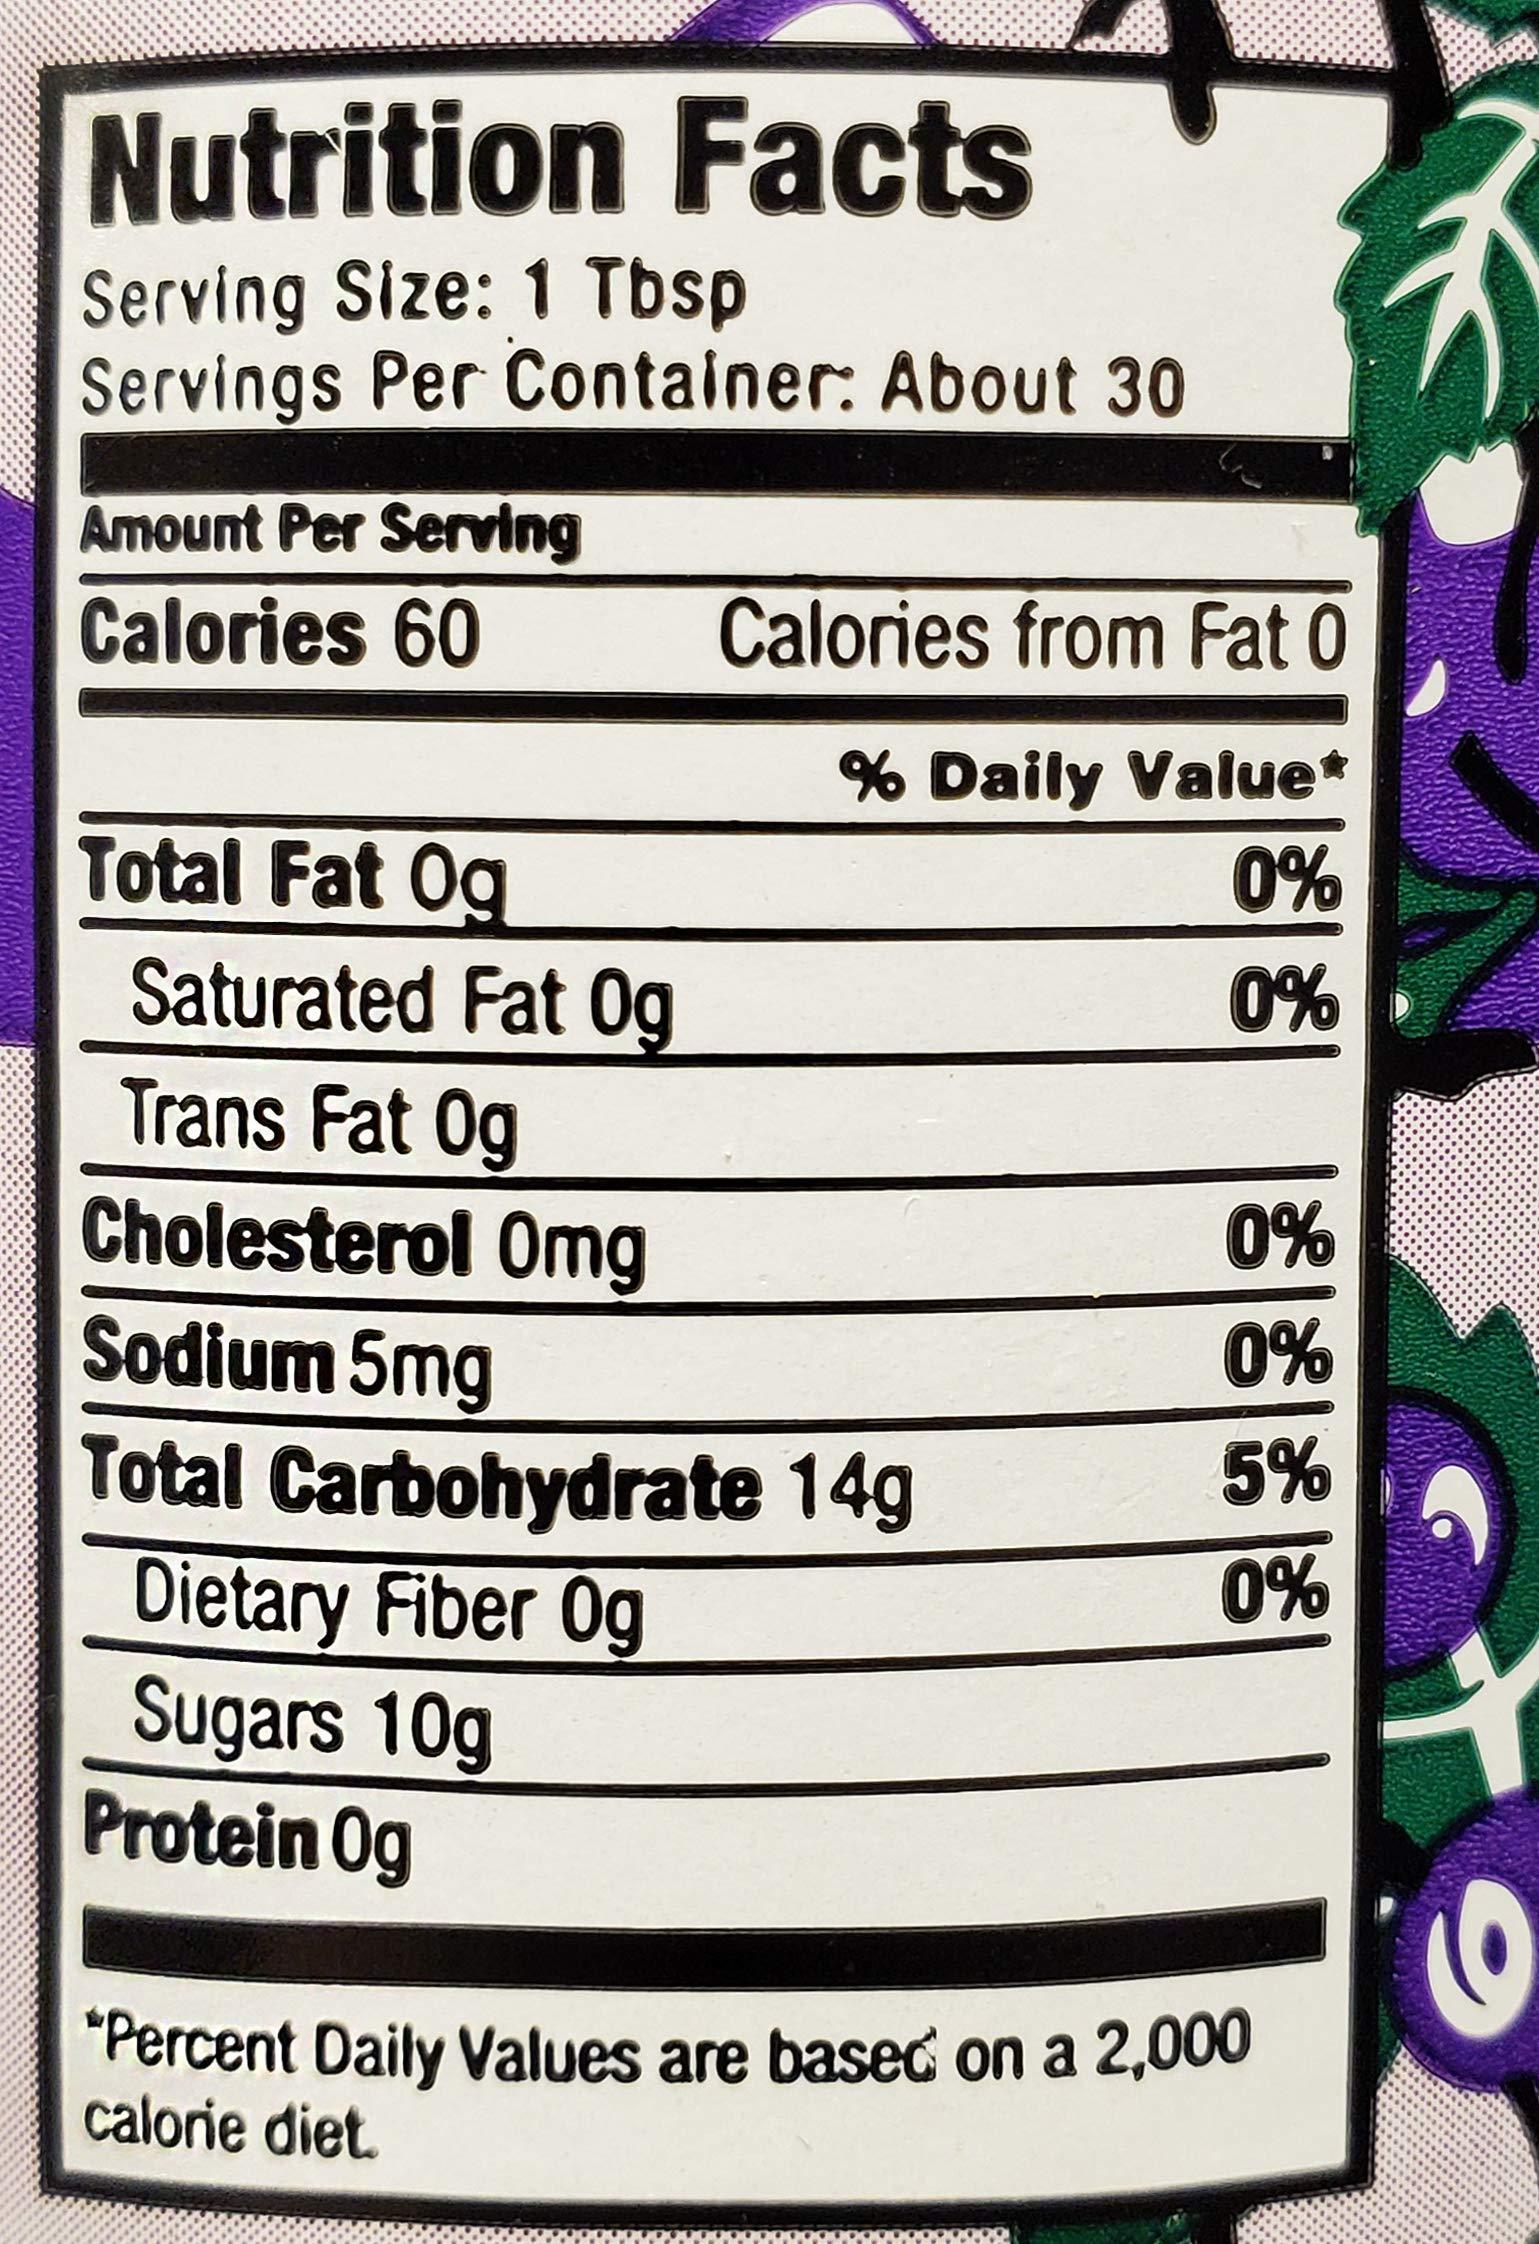 Nutrition Facts
Serving Size: 1 Tbsp
Servings Per Container: About 30
Amount Per Serving
Calories 60 Calories from Fat 0
% Daily Value*
Total Fat 0g 0%
Saturated Fat 0g 0%
Trans Fat 0g
Cholesterol 0mg 0%
Sodium 5mg 0%
Total Carbohydrate 14g 5%
Dietary Fiber 0g 0%
Sugars 10g
Protein 0g
*Percent Daily Values are based on a 2,000
calorie diet.